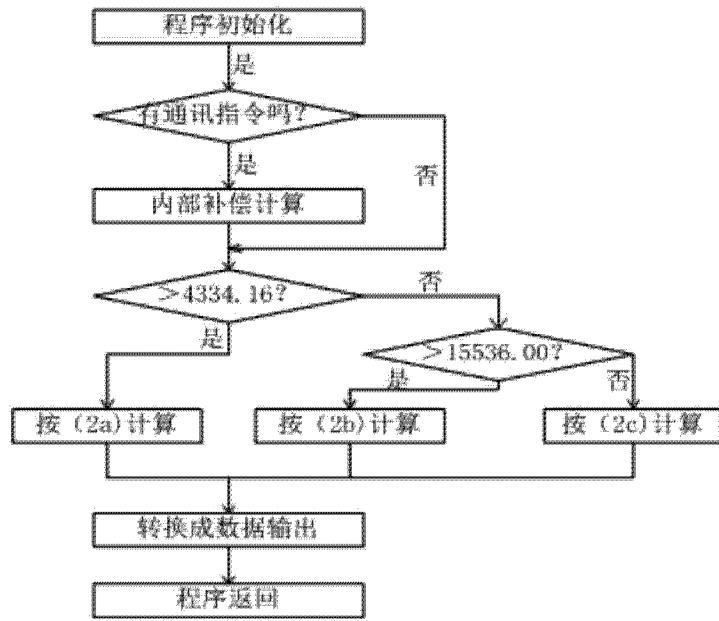 程序初始化
是
有通讯指令吗?
是
否
内部补偿计算
>4334.16?
否
是
>15536.00?
是
否
按 (2a)计算
按 (2b)计算
按 (2c)计算
转换成数据输出
程序返回